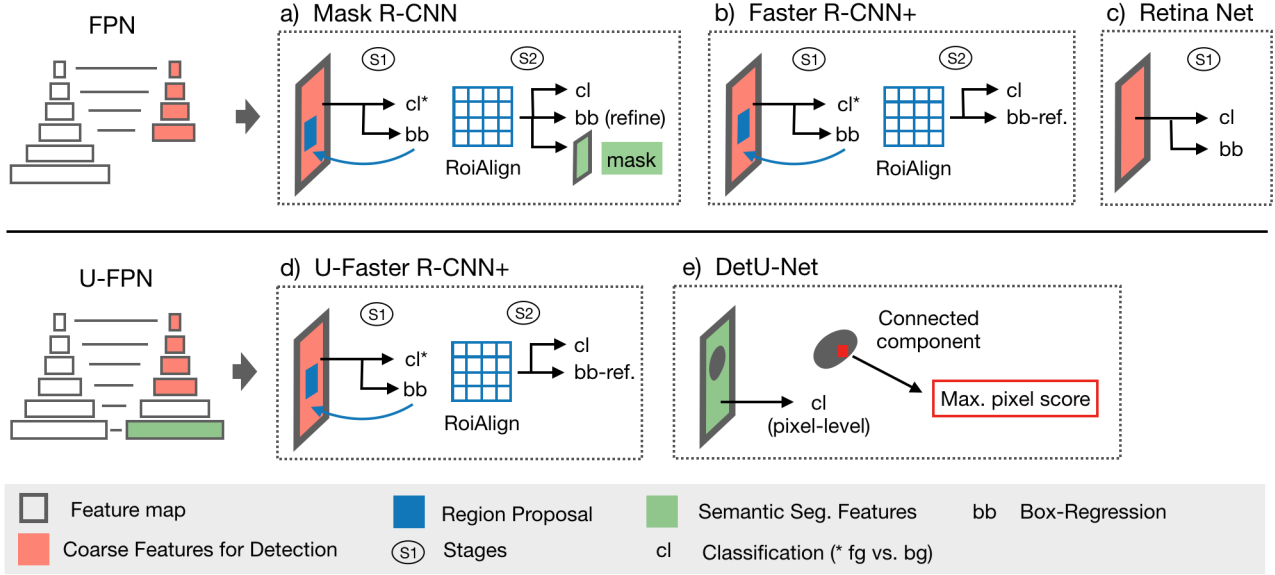 FPN
a) Mask R-CNN
b) Faster R-CNN+
c) Retina Net
S1
S2
cl*
bb
RoiAlign
cl
bb (refine)
mask
S1
S2
cl*
bb
RoiAlign
cl
bb-ref.
S1
cl
bb
U-FPN
d) U-Faster R-CNN+
e) DetU-Net
S1
S2
cl*
bb
RoiAlign
cl
bb-ref.
cl
(pixel-level)
Connected
component
Max. pixel score
Feature map
Region Proposal
Semantic Seg. Features
bb Box-Regression
Coarse Features for Detection
S1 Stages
cl Classification (* fg vs. bg)